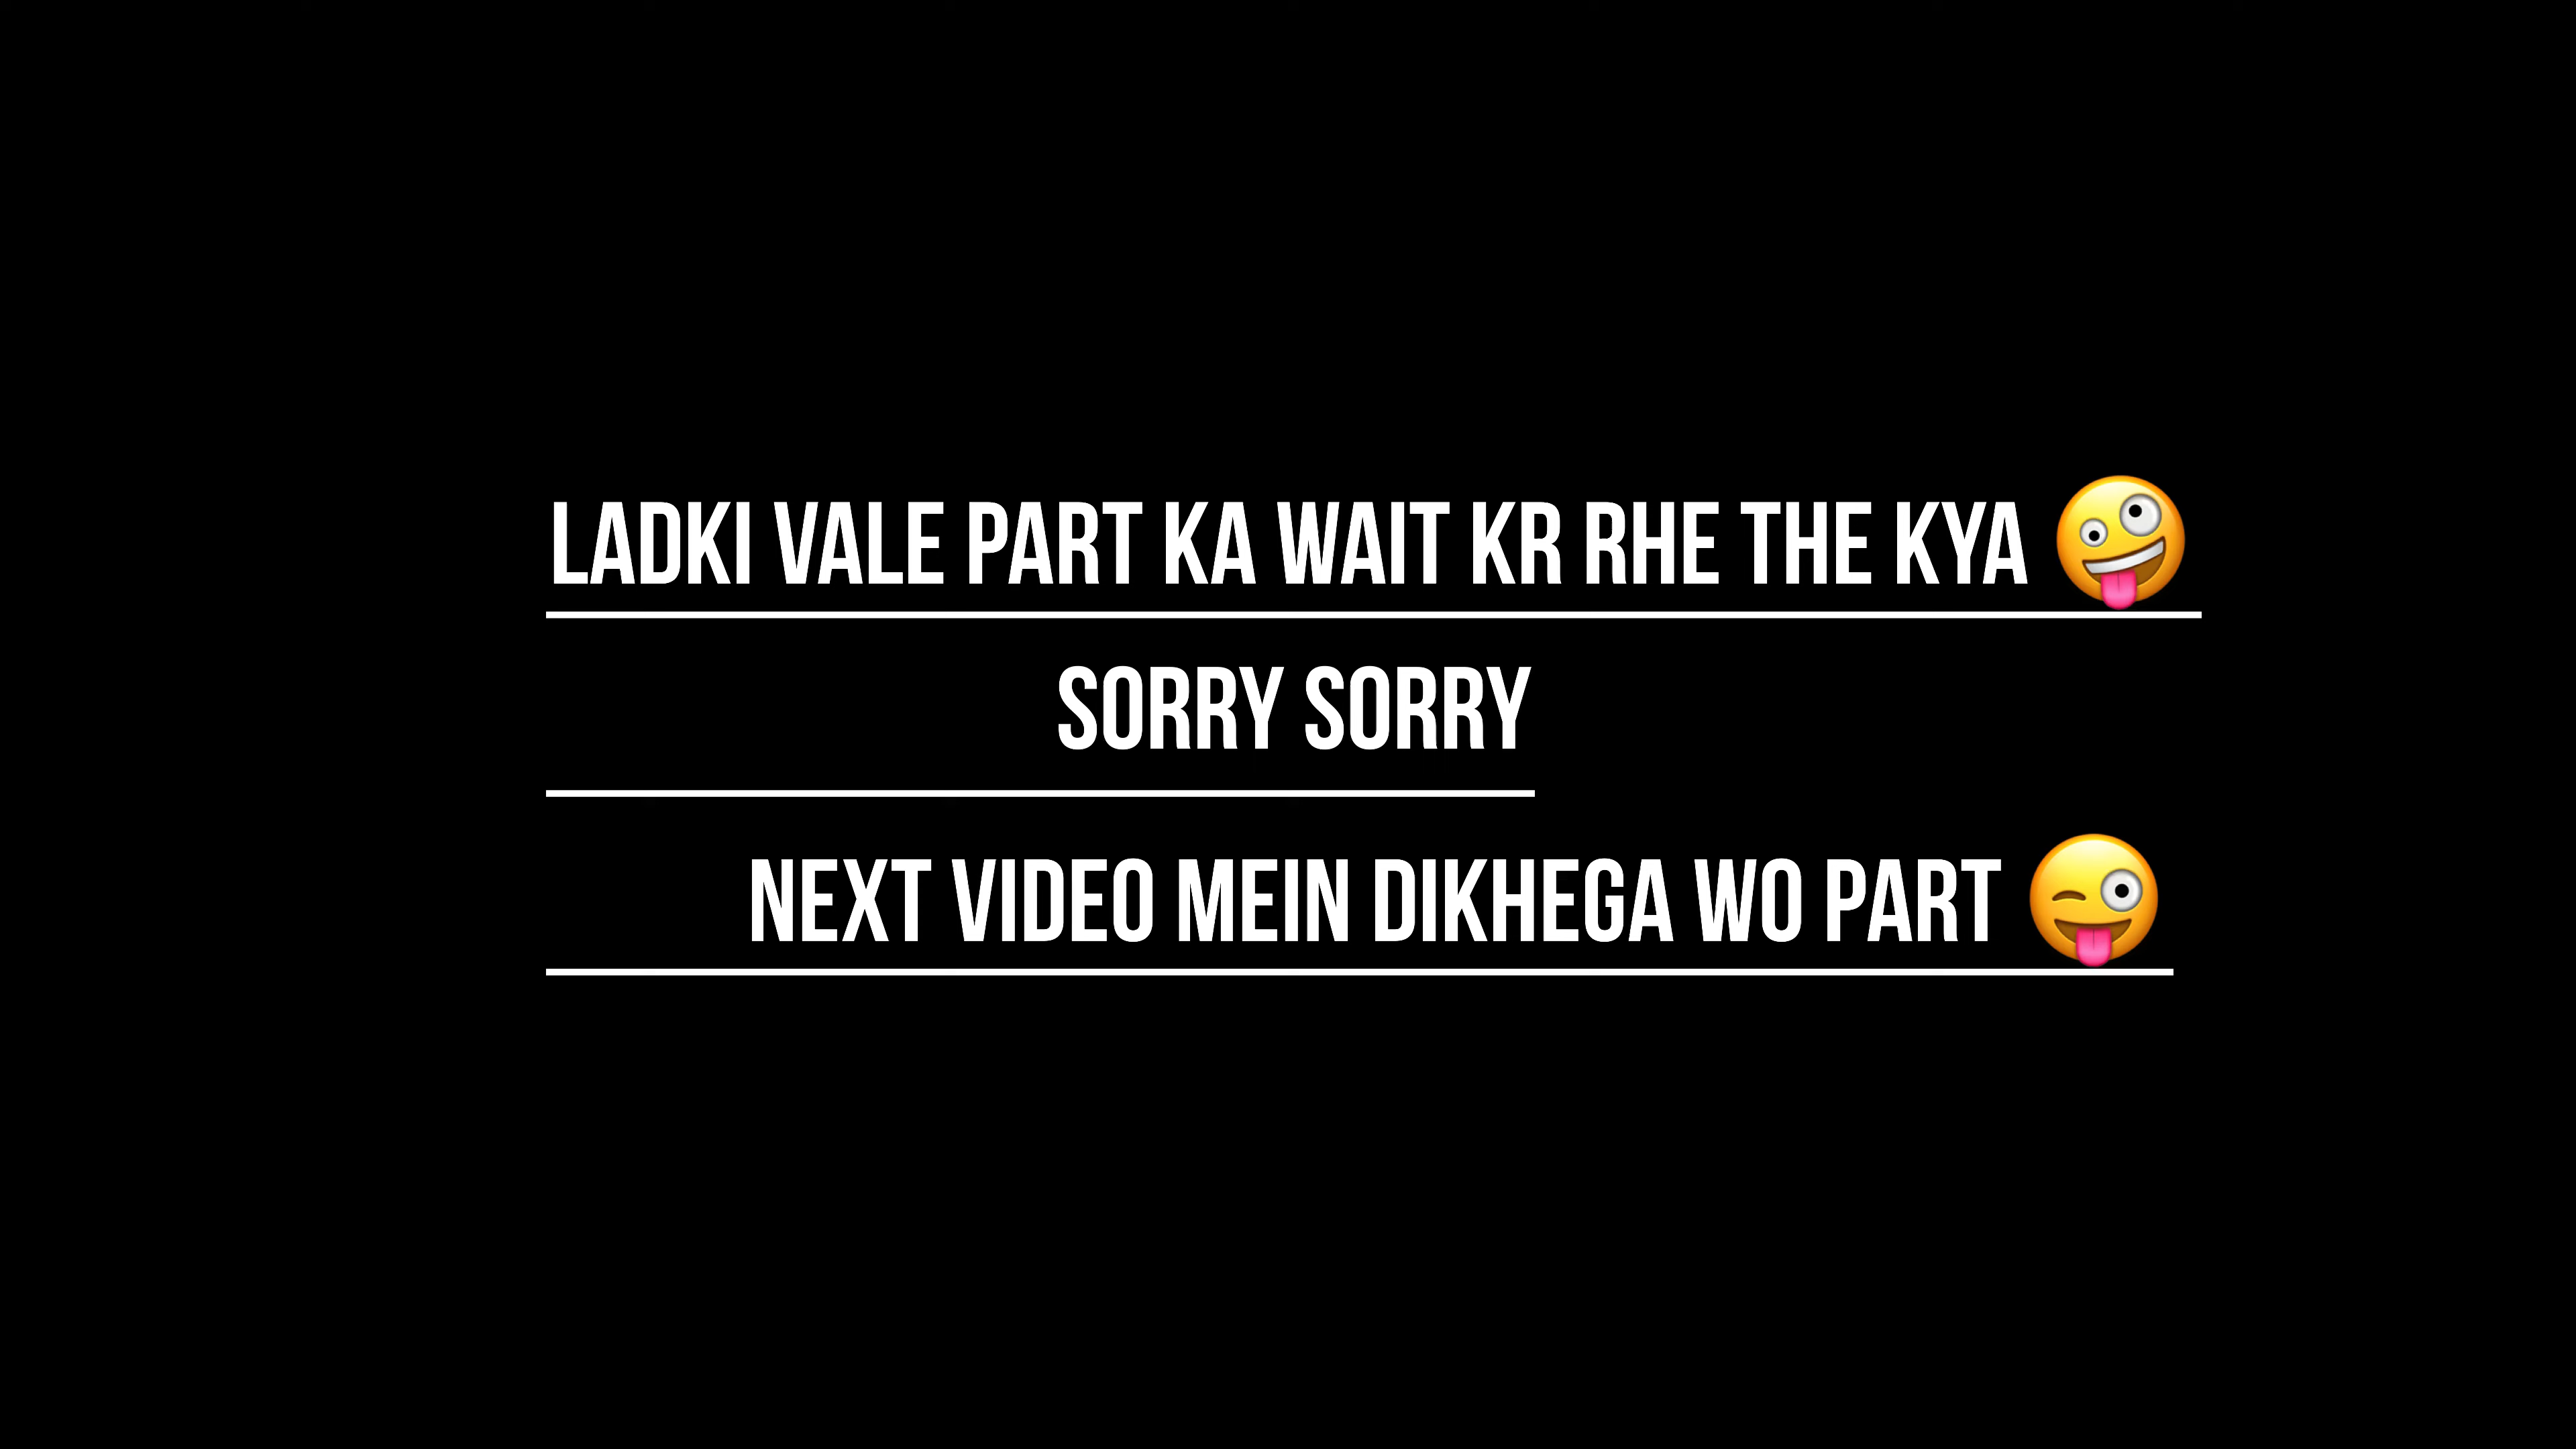 LADKI VALE PART KA WAIT KR RHE THE KYA 🤪
SORRY SORRY
NEXT VIDEO MEIN DIKHEGA WO PART 😜